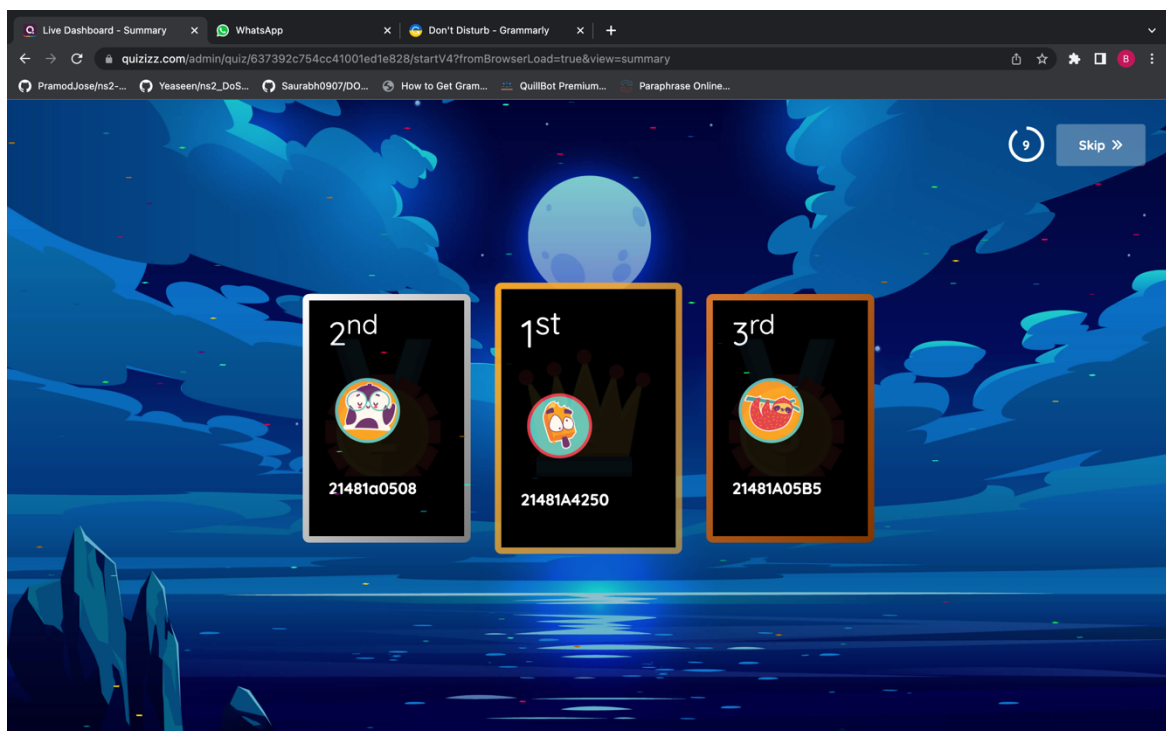 Live Dashboard - Summary
WhatsApp
Don't Disturb - Grammarly
quizizz.com/admin/quiz/637392c754cc41001ed1e828/startV4?fromBrowserLoad=true&view=summary
B
PramodJose/ns2-...
Yeaseen/ns2_DoS...
Saurabh0907/DO...
How to Get Gram...
QuillBot Premium...
Paraphrase Online...
9
Skip »
2nd
21481a0508
1st
21481A4250
3rd
21481A05B5